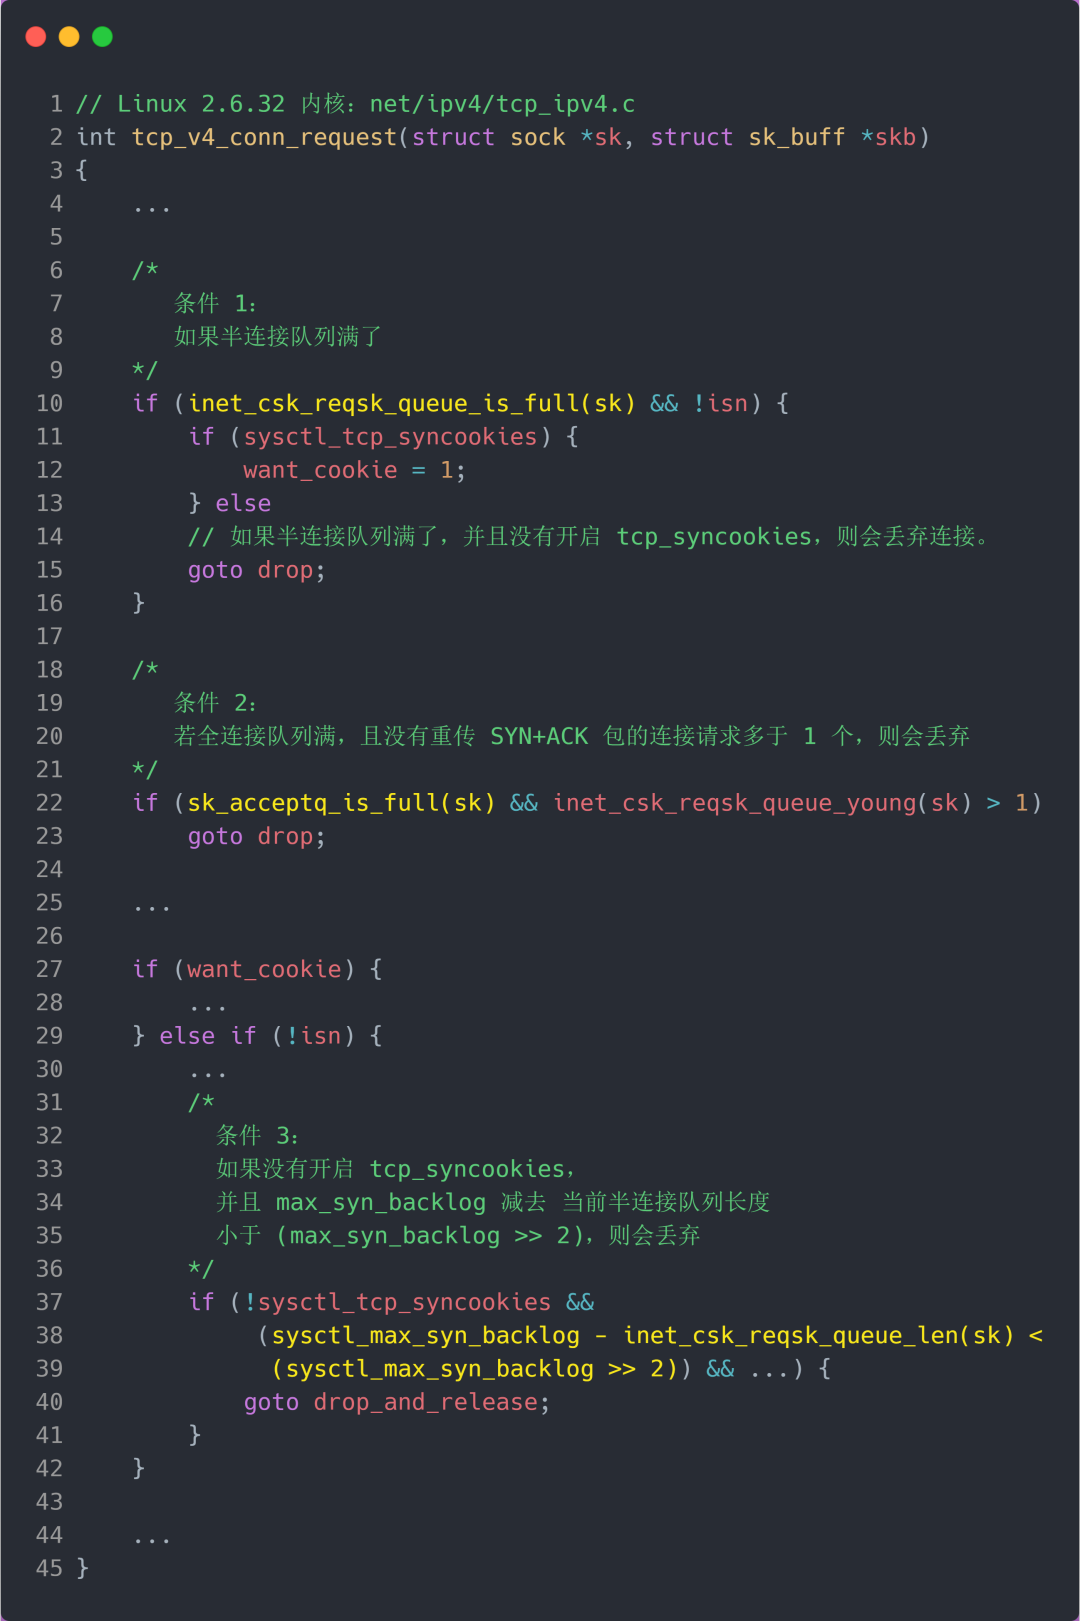 1 // Linux 2.6.32 内核：net/ipv4/tcp_ipv4.c
2 int tcp_v4_conn_request(struct sock *sk, struct sk_buff *skb)
3 {
4     ...
5
6     /*
7        条件 1：
8        如果半连接队列满了
9     */
10     if (inet_csk_reqsk_queue_is_full(sk) && !isn) {
11         if (sysctl_tcp_syncookies) {
12             want_cookie = 1;
13         } else
14         // 如果半连接队列满了，并且没有开启 tcp_syncookies，则会丢弃连接。
15         goto drop;
16     }
17
18     /*
19        条件 2：
20        若全连接队列满，且没有重传 SYN+ACK 包的连接请求多于 1 个，则会丢弃
21     */
22     if (sk_acceptq_is_full(sk) && inet_csk_reqsk_queue_young(sk) > 1)
23         goto drop;
24
25     ...
26
27     if (want_cookie) {
28         ...
29     } else if (!isn) {
30         ...
31         /*
32           条件 3：
33           如果没有开启 tcp_syncookies，
34           并且 max_syn_backlog 减去 当前半连接队列长度
35           小于 (max_syn_backlog >> 2)，则会丢弃
36         */
37         if (!sysctl_tcp_syncookies &&
38              (sysctl_max_syn_backlog - inet_csk_reqsk_queue_len(sk) <
39               (sysctl_max_syn_backlog >> 2)) && ...) {
40             goto drop_and_release;
41         }
42     }
43
44     ...
45 }